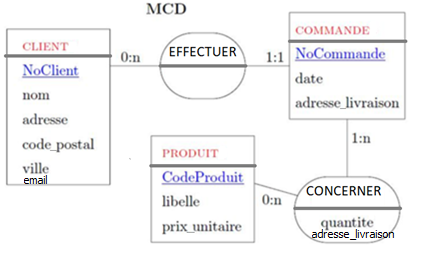 MCD
CLIENT
NoClient
nom
adresse
code_postal
ville
email
0:n
EFFECTUER
1:1
COMMANDE
NoCommande
date
adresse_livraison
1:n
PRODUIT
CodeProduit
libelle
prix_unitaire
0:n
CONCERNER
quantite
adresse_livraison